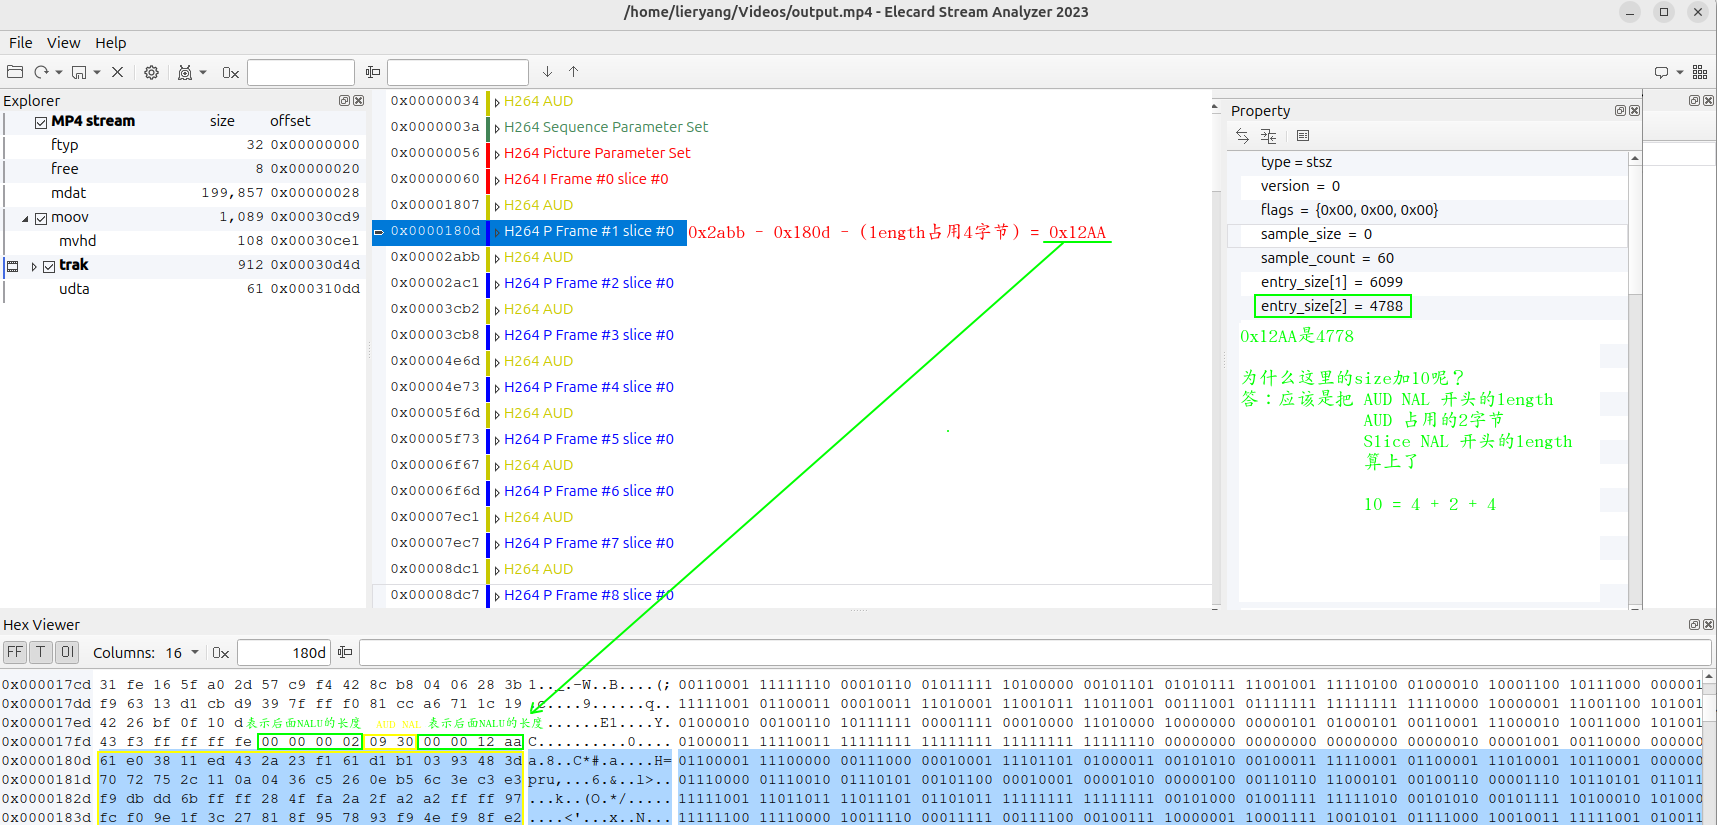 /home/lieryang/Videos/output.mp4 - Elecard Stream Analyzer 2023
File View Help
0x
Explorer
MP4 stream size offset
ftyp 32 0x00000000
free 8 0x00000020
mdat 199,857 0x00000028
moov 1,089 0x00030cd9
mvhd 108 0x00030ce1
trak 912 0x00030d4d
udta 61 0x000310dd
0x00000034 H264 AUD
0x0000003a H264 Sequence Parameter Set
0x00000056 H264 Picture Parameter Set
0x00000060 H264 I Frame #0 slice #0
0x00001807 H264 AUD
0x0000180d H264 P Frame #1 slice #0 0x2abb - 0x180d - (length占用4字节) = 0x12AA
0x00002abb H264 AUD
0x00002ac1 H264 P Frame #2 slice #0
0x00003cb2 H264 AUD
0x00003cb8 H264 P Frame #3 slice #0
0x00004e6d H264 AUD
0x00004e73 H264 P Frame #4 slice #0
0x00005f6d H264 AUD
0x00005f73 H264 P Frame #5 slice #0
0x00006f67 H264 AUD
0x00006f6d H264 P Frame #6 slice #0
0x00007ec1 H264 AUD
0x00007ec7 H264 P Frame #7 slice #0
0x00008dc1 H264 AUD
0x00008dc7 H264 P Frame #8 slice #0
Property
type = stsz
version = 0
flags = {0x00, 0x00, 0x00}
sample_size = 0
sample_count = 60
entry_size[1] = 6099
entry_size[2] = 4788
0x12AA是4778
为什么这里的size加10呢?
答：应该是把 AUD NAL 开头的length
AUD 占用的2字节
Slice NAL 开头的length
算上了
10 = 4 + 2 + 4
Hex Viewer
FF T OI Columns: 16 0x 180d
0x000017cd 31 fe 16 5f a0 2d 57 c9 f4 42 8c b8 04 06 28 3b 1.._.-W..B....(; 00110001 11111110 00010110 01011111 10100000 00101101 01010111 11001001 11110100 01000010 10001100 10111000 000001
0x000017dd f9 63 13 d1 cb d9 39 7f ff f0 81 cc a6 71 1c 19 .c....9......q.. 11111001 01100011 00010011 11010001 11001011 11011001 00111001 01111111 11111111 11110000 10000001 11001100 101001
0x000017ed 42 26 bf 0f 10 d 表示后面NALU的长度 AUD NAL 表示后面NALU的长度 .......E1....Y. 01000010 00100110 10111111 00001111 00010000 11011000 10000000 00000101 01000101 00110001 11000010 10011000 101110
0x000017fd 43 f3 ff ff ff fe 00 00 00 02 09 30 00 00 12 aa C..........0.... 01000011 11110011 11111111 11111111 11111111 11111110 00000000 00000000 00000000 00000010 00001001 00110000 000000
0x0000180d 61 e0 38 11 ed 43 2a 23 f1 61 d1 b1 03 93 48 3d a.8..C*#.a....H= 01100001 11100000 00111000 00010001 11101101 01000011 00101010 00100011 11110001 01100001 11010001 10110001 000000
0x0000181d 70 72 75 2c 11 0a 04 36 c5 26 0e b5 6c 3e c3 e3 pru,...6.&..l>.. 01110000 01110010 01110101 00101100 00010001 00001010 00000100 00110110 11000101 00100110 00001110 10110101 011011
0x0000182d f9 db dd 6b ff ff 28 4f fa 2a 2f a2 a2 ff ff 97 ...k..(O.*/..... 11111001 11011011 11011101 01101011 11111111 11111111 00101000 01001111 11111010 00101010 00101111 10100010 101000
0x0000183d fc f0 9e 1f 3c 27 81 8f 95 78 93 f9 4e f9 8f e2 ....<'...x..N... 11111100 11110000 10011110 00011111 00111100 00100111 10000001 10001111 10010101 01111000 10010011 11111001 010011